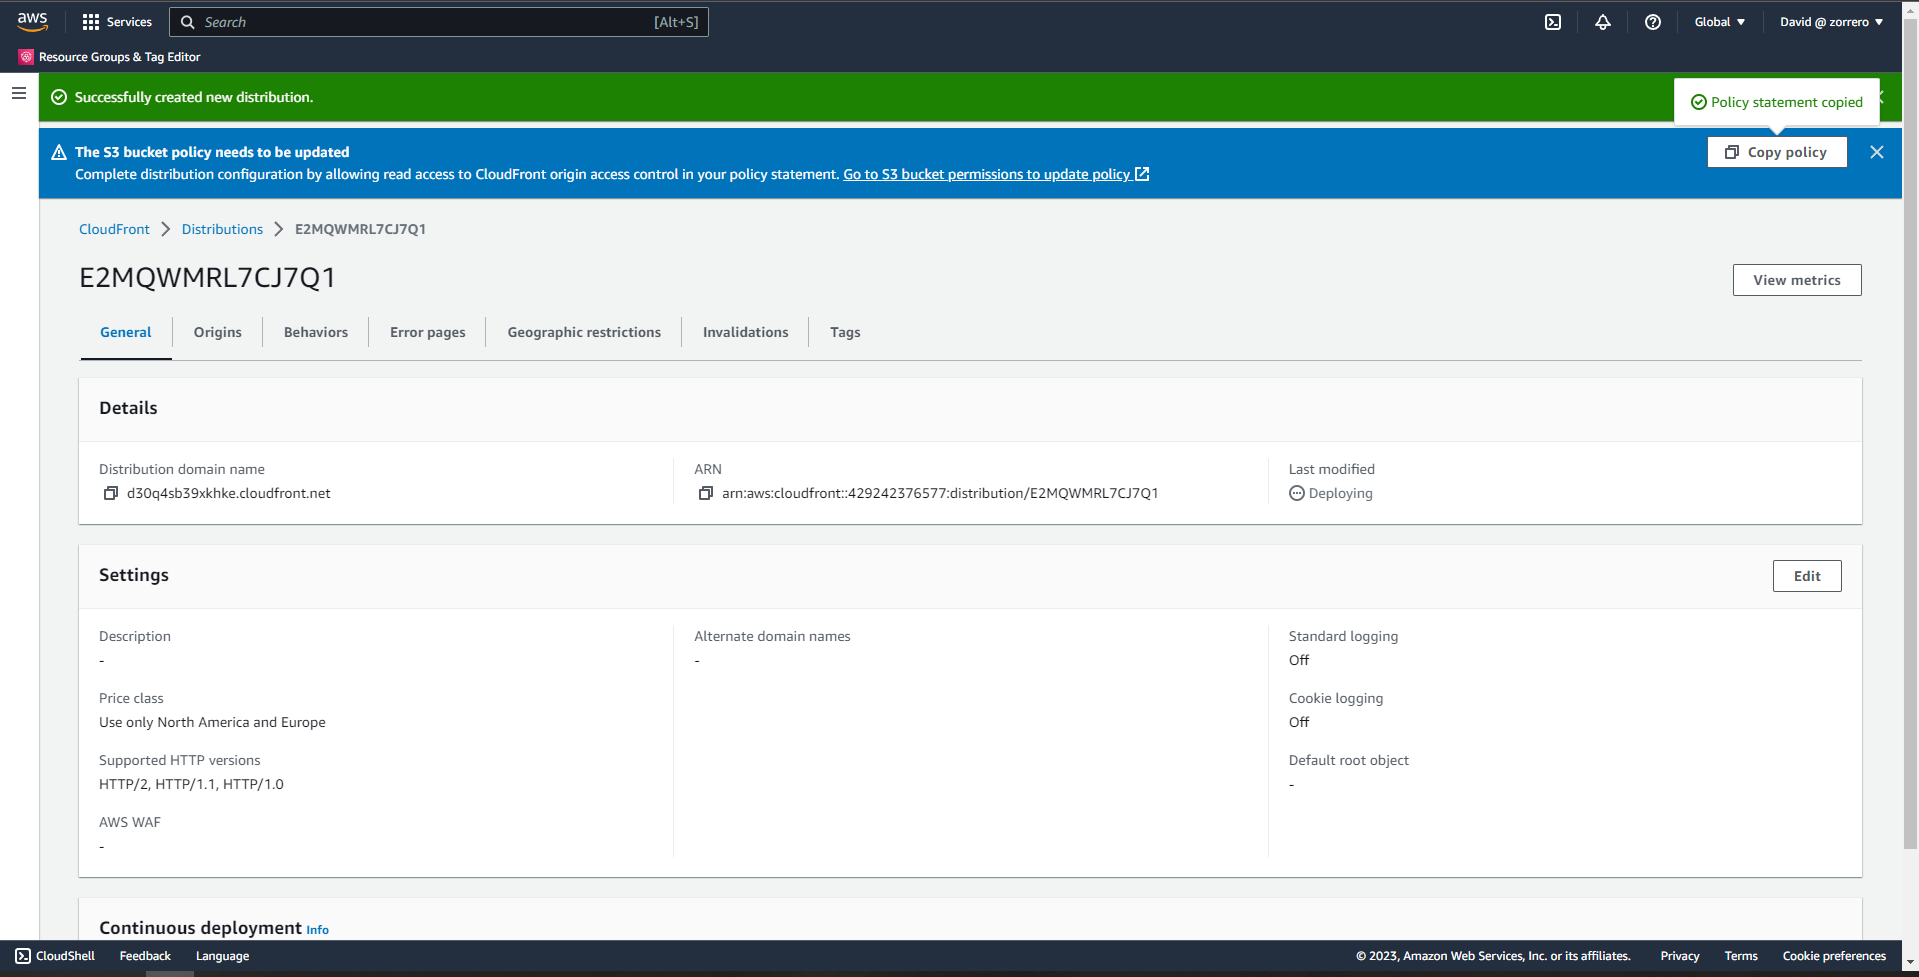 aws
Services
Search
[Alt+S]
Global
David @ zorrero
Resource Groups & Tag Editor
Successfully created new distribution.
Policy statement copied
The S3 bucket policy needs to be updated
Complete distribution configuration by allowing read access to CloudFront origin access control in your policy statement. Go to S3 bucket permissions to update policy
Copy policy
CloudFront > Distributions > E2MQWMRL7CJ7Q1
E2MQWMRL7CJ7Q1
View metrics
General
Origins
Behaviors
Error pages
Geographic restrictions
Invalidations
Tags
Details
Distribution domain name
d30q4sb39xkhke.cloudfront.net
ARN
arn:aws:cloudfront::429242376577:distribution/E2MQWMRL7CJ7Q1
Last modified
Deploying
Settings
Edit
Description
-
Price class
Use only North America and Europe
Supported HTTP versions
HTTP/2, HTTP/1.1, HTTP/1.0
AWS WAF
-
Alternate domain names
-
Standard logging
Off
Cookie logging
Off
Default root object
-
Continuous deployment Info
CloudShell
Feedback
Language
© 2023, Amazon Web Services, Inc. or its affiliates.
Privacy
Terms
Cookie preferences